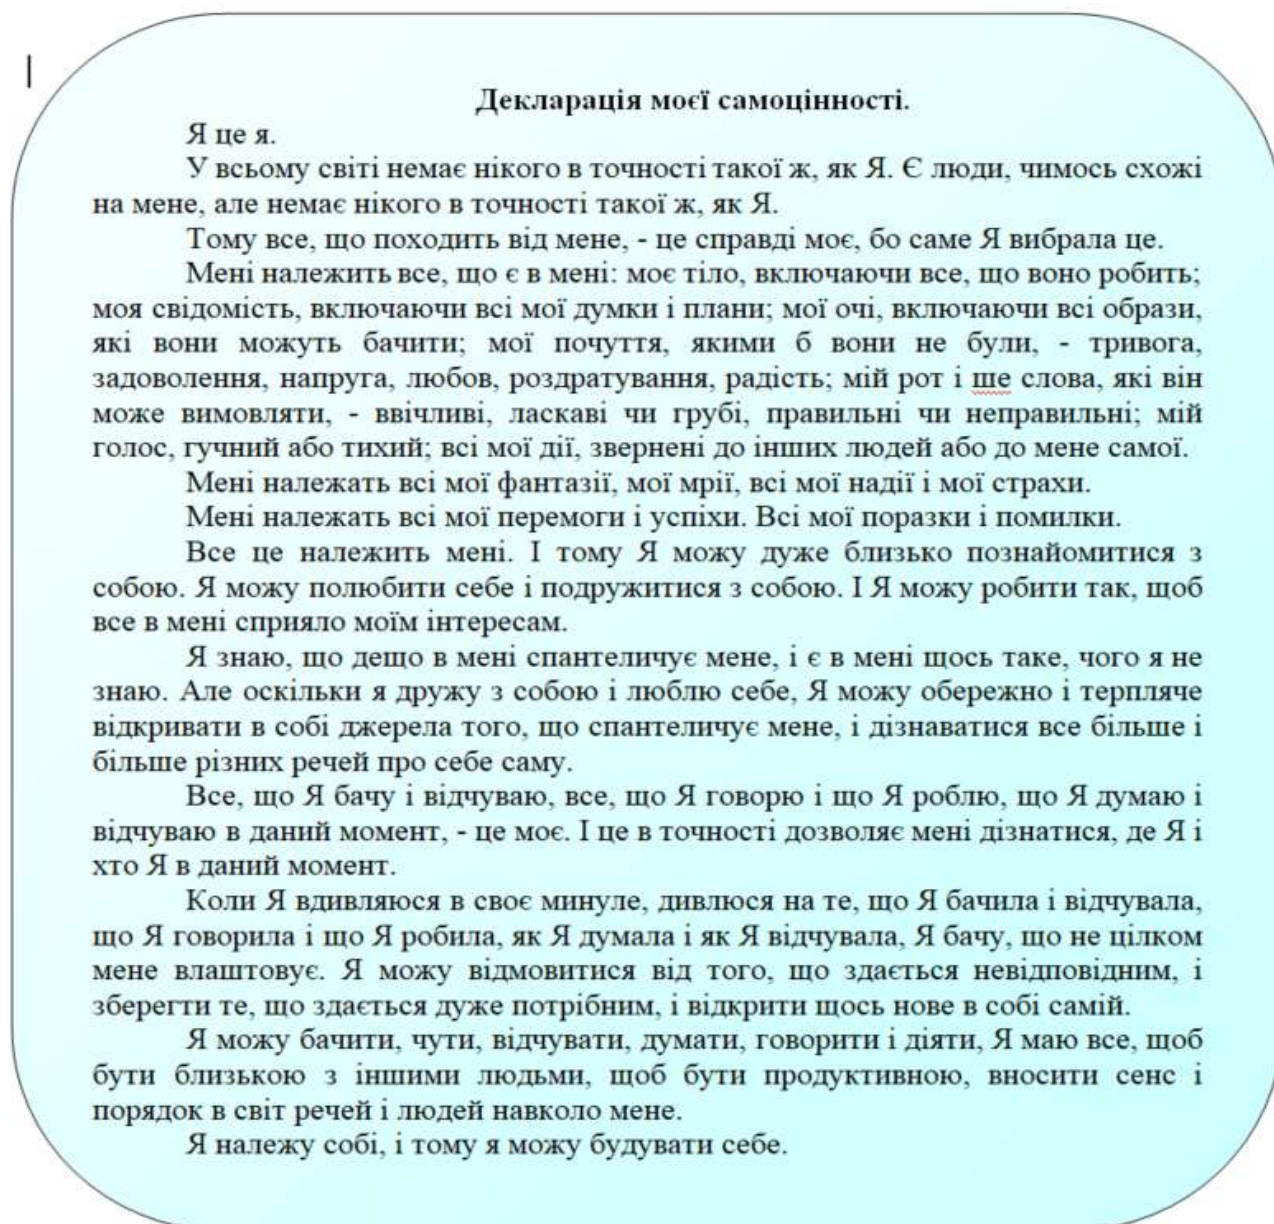 Декларація моєї самоцінності.
Я це я.
У всьому світі немає нікого в точності такої ж, як Я. Є люди, чимось схожі
на мене, але немає нікого в точності такої ж, як Я.
Тому все, що походить від мене, - це справді моє, бо саме Я вибрала це.
Мені належить все, що є в мені: моє тіло, включаючи все, що воно робить;
моя свідомість, включаючи всі мої думки і плани; мої очі, включаючи всі образи,
які вони можуть бачити; мої почуття, якими б вони не були, - тривога,
задоволення, напруга, любов, роздратування, радість; мій рот і ше слова, які він
може вимовляти, - ввічливі, ласкаві чи грубі, правильні чи неправильні; мій
голос, гучний або тихий; всі мої дії, звернені до інших людей або до мене самої.
Мені належать всі мої фантазії, мої мрії, всі мої надії і мої страхи.
Мені належать всі мої перемоги і успіхи. Всі мої поразки і помилки.
Все це належить мені. І тому Я можу дуже близько познайомитися з
собою. Я можу полюбити себе і подружитися з собою. І Я можу робити так, щоб
все в мені сприяло моїм інтересам.
Я знаю, що дещо в мені спантеличує мене, і є в мені щось таке, чого я не
знаю. Але оскільки я дружу з собою і люблю себе, Я можу обережно і терпляче
відкривати в собі джерела того, що спантеличує мене, і дізнаватися все більше і
більше різних речей про себе саму.
Все, що Я бачу і відчуваю, все, що Я говорю і що Я роблю, що Я думаю і
відчуваю в даний момент, - це моє. І це в точності дозволяє мені дізнатися, де Я і
хто Я в даний момент.
Коли Я вдивляюся в своє минуле, дивлюся на те, що Я бачила і відчувала,
що Я говорила і що Я робила, як Я думала і як Я відчувала, Я бачу, що не цілком
мене влаштовує. Я можу відмовитися від того, що здається невідповідним, і
зберегти те, що здається дуже потрібним, і відкрити щось нове в собі самій.
Я можу бачити, чути, відчувати, думати, говорити і діяти, Я маю все, щоб
бути близькою з іншими людьми, щоб бути продуктивною, вносити сенс і
порядок в світ речей і людей навколо мене.
Я належу собі, і тому я можу будувати себе.